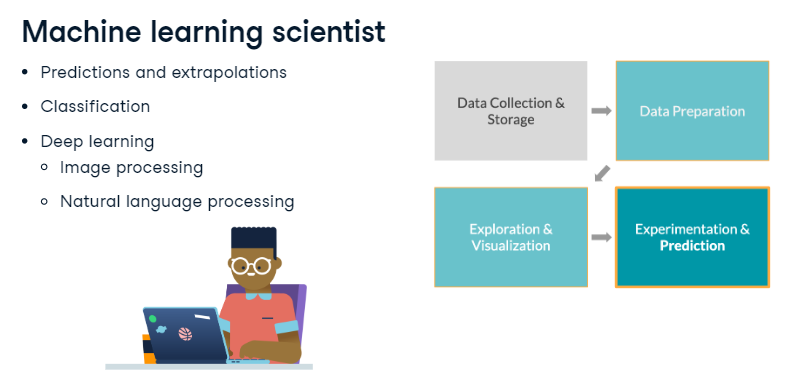 Machine learning scientist
• Predictions and extrapolations
• Classification
• Deep learning
○ Image processing
○ Natural language processing
Data Collection &
Storage
Data Preparation
Exploration &
Visualization
Experimentation &
Prediction